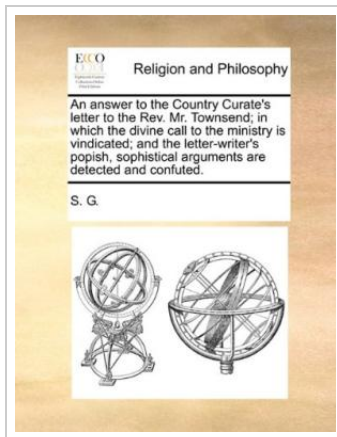 ECCO
Religion and Philosophy
An answer to the Country Curate's
letter to the Rev. Mr. Townsend; in
which the divine call to the ministry is
vindicated; and the letter-writer's
popish, sophistical arguments are
detected and confuted.
S. G.